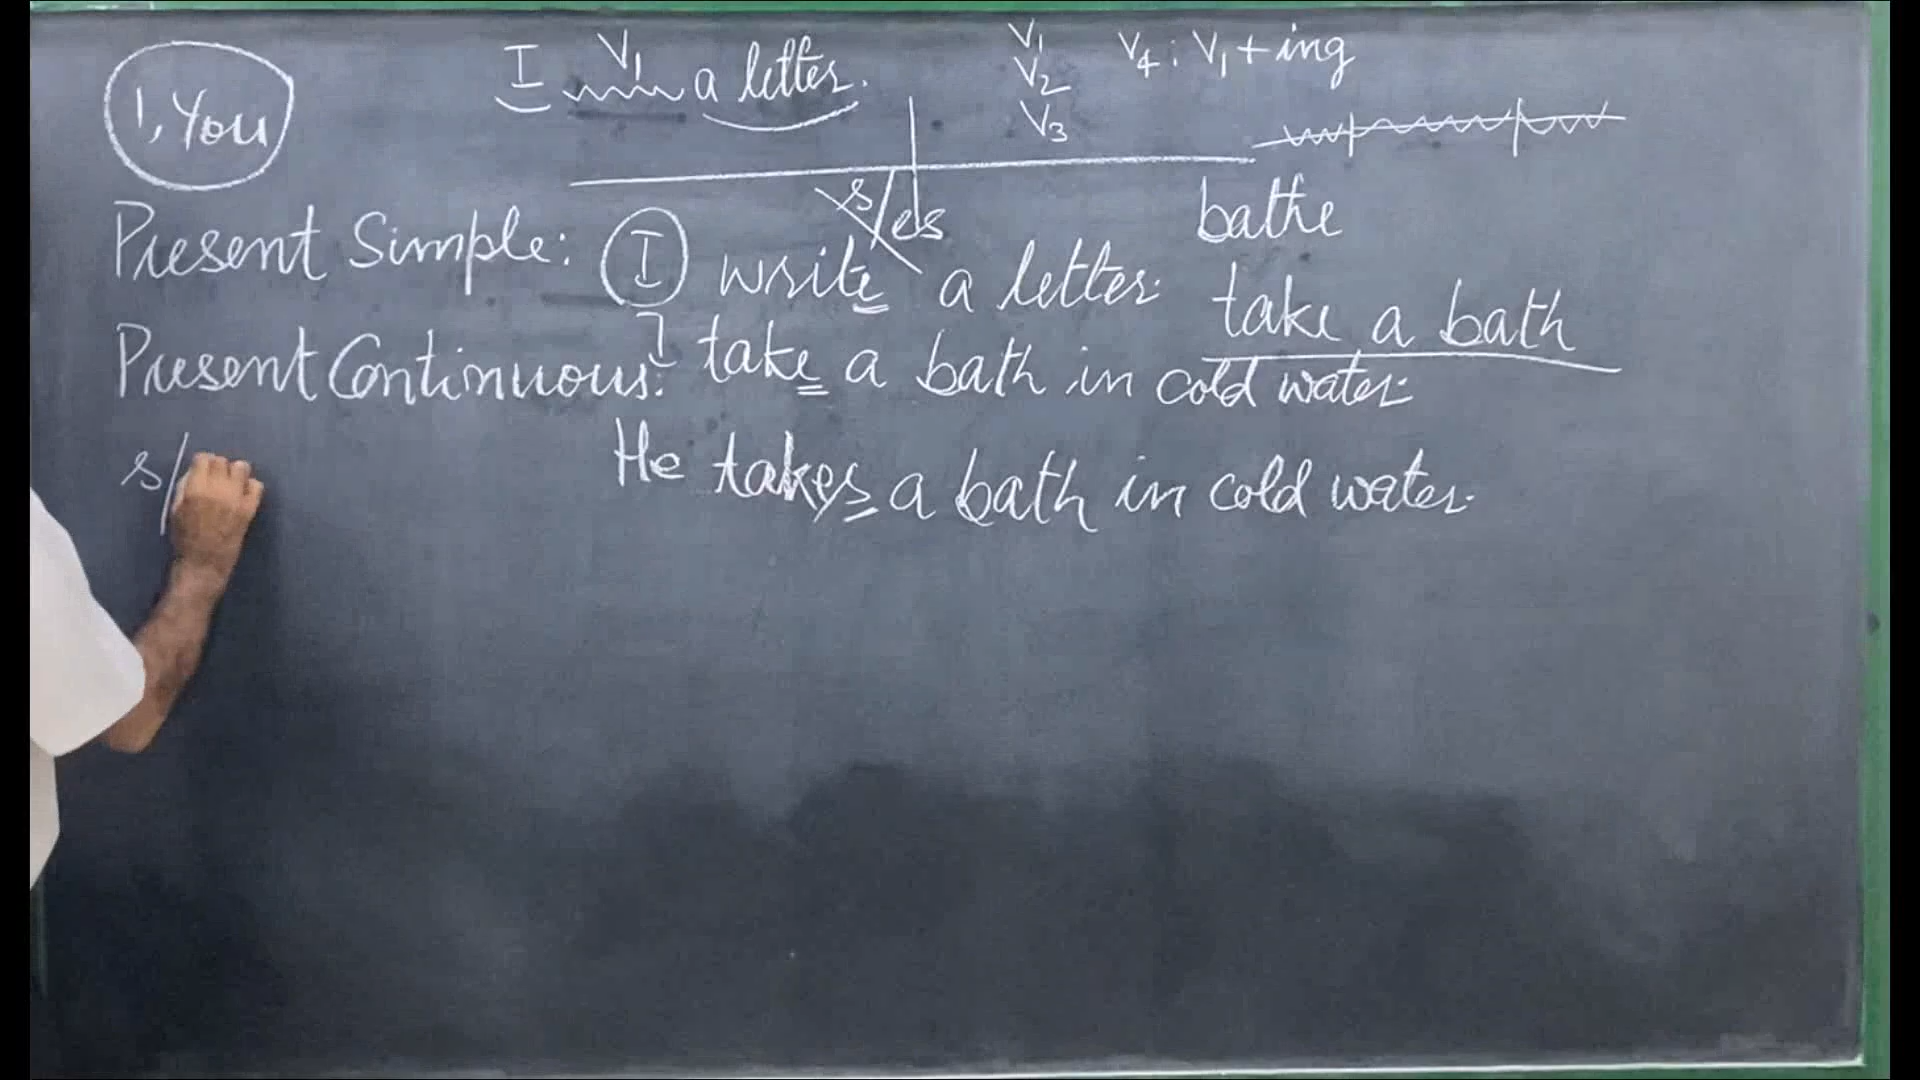 I, You
I V₁ a letter.
V₁
V₂
V₃
V₄ : V₁ + ing
s/es
bathe
Present Simple: I write a letter.
take a bath
Present Continuous: I take a bath in cold water.
He takes a bath in cold water.
s/